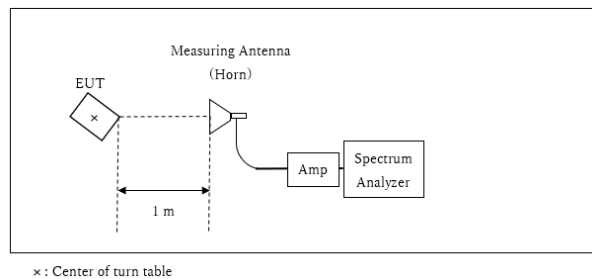 Measuring Antenna
(Horn)
EUT
×
Amp
Spectrum
Analyzer
1 m
× : Center of turn table